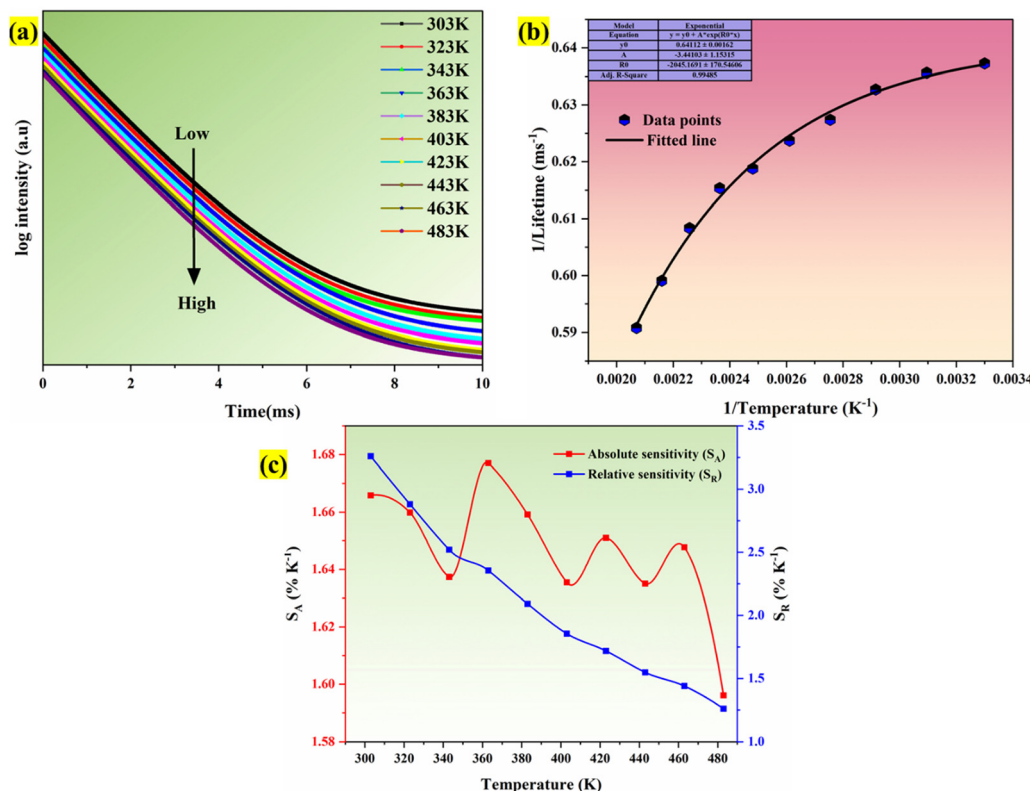 (a)
303K
323K
343K
363K
383K
403K
423K
443K
463K
483K
Low
High
log intensity (a.u)
0 2 4 6 8 10
Time(ms)
(b)
Model Exponential
Equation y = y0 + A*exp(R0*x)
y0 0.64112 ± 0.00162
A -3.44103 ± 1.15315
R0 -2045.1691 ± 170.54606
Adj. R-Square 0.99485
Data points
Fitted line
1/Lifetime (ms-1)
0.64
0.63
0.62
0.61
0.60
0.59
0.0020 0.0022 0.0024 0.0026 0.0028 0.0030 0.0032 0.0034
1/Temperature (K-1)
(c)
Absolute sensitivity (SA)
Relative sensitivity (SR)
SA (% K-1)
1.68
1.66
1.64
1.62
1.60
1.58
SR (% K-1)
3.5
3.0
2.5
2.0
1.5
1.0
300 320 340 360 380 400 420 440 460 480
Temperature (K)